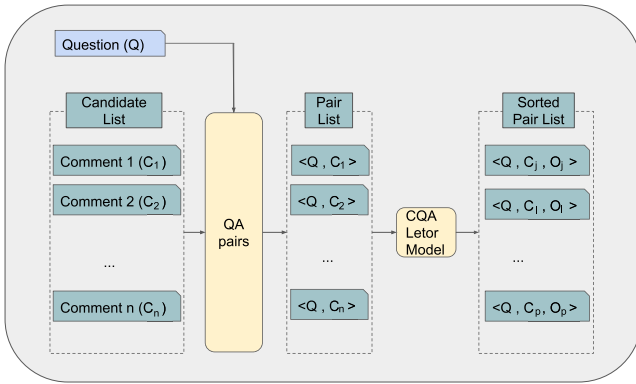 Question (Q)
Candidate
List
Comment 1 (C₁)
Comment 2 (C₂)
...
Comment n (Cₙ)
QA
pairs
Pair
List
<Q , C₁>
<Q , C₂>
...
<Q , Cₙ>
CQA
Letor
Model
Sorted
Pair List
<Q , Cⱼ , Oⱼ >
<Q , Cₗ , Oₗ >
...
<Q , Cₚ, Oₚ >